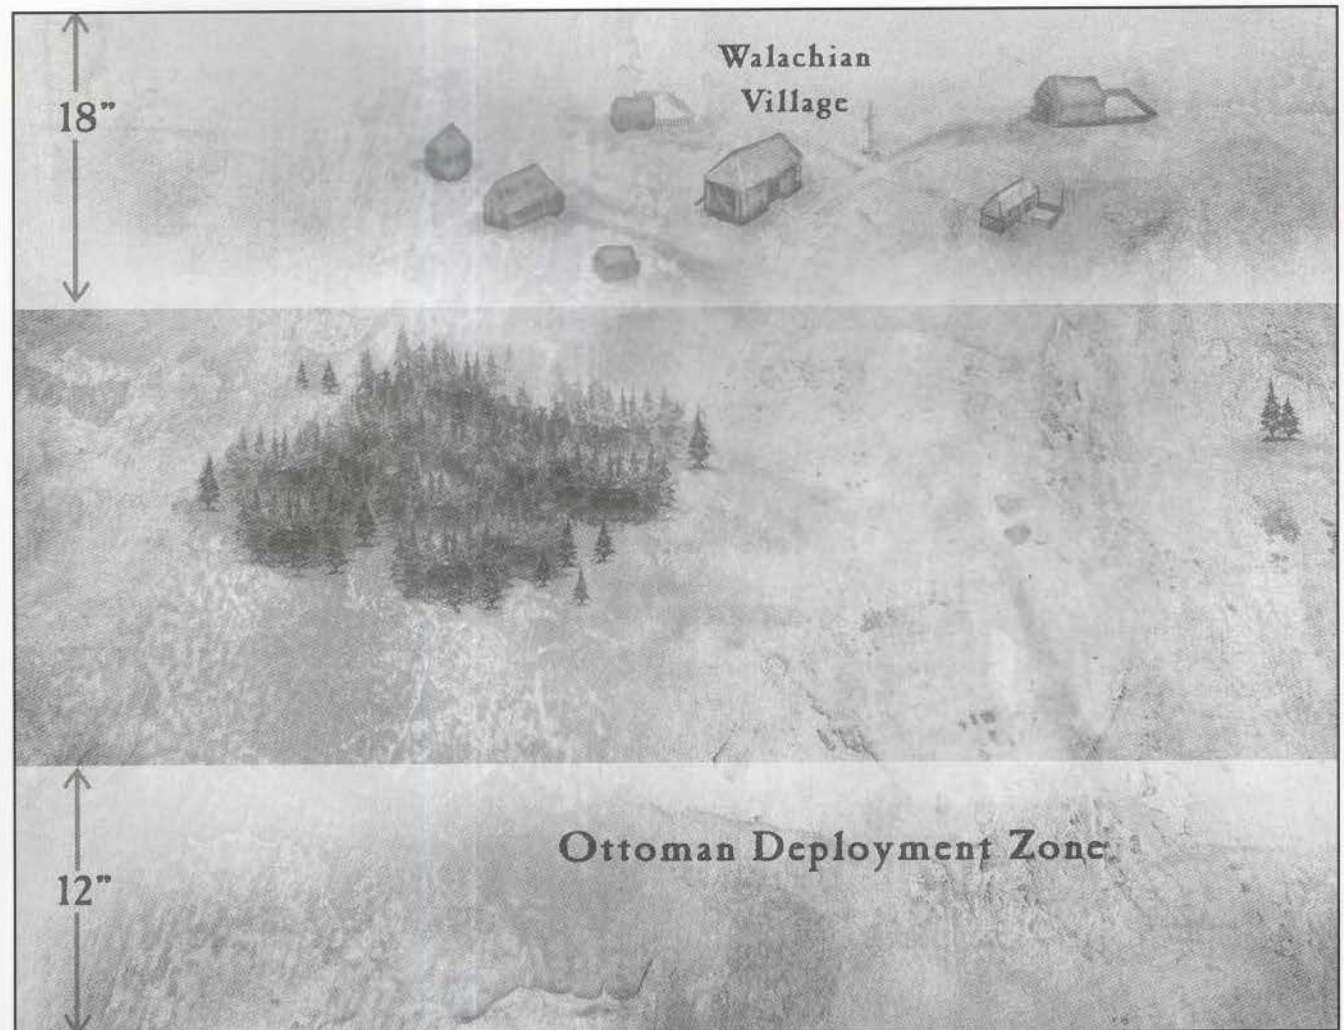 Walachian
Village
18”
Ottoman Deployment Zone
12”